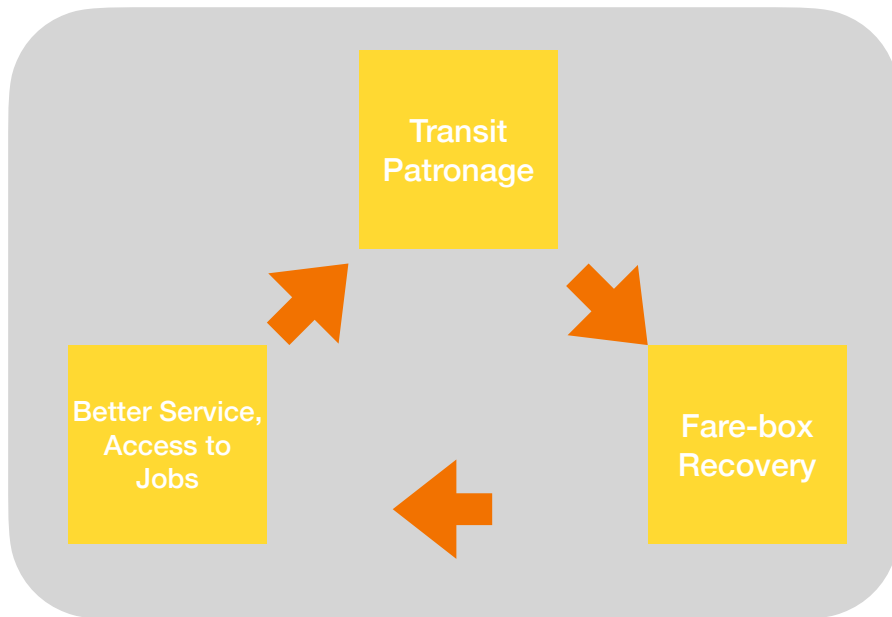 Transit
Patronage
Better Service,
Access to
Jobs
Fare-box
Recovery